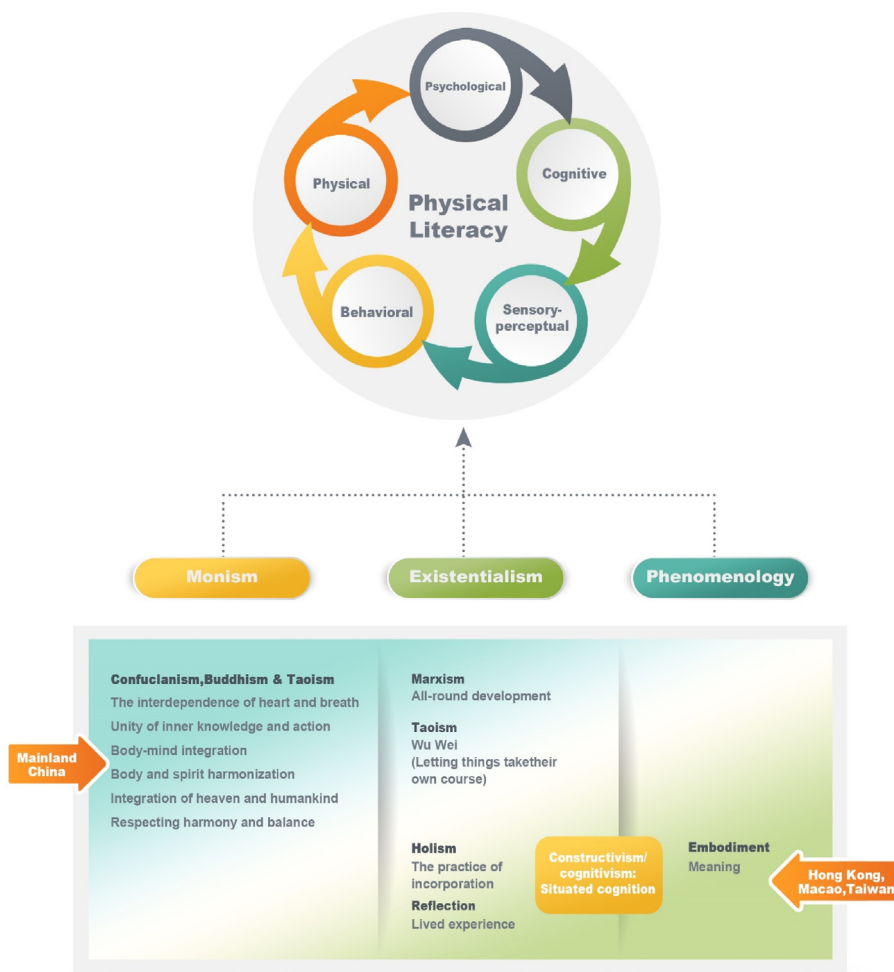 Psychological
Cognitive
Physical
Physical
Literacy
Behavioral
Sensory-
perceptual
Monism
Existentialism
Phenomenology
Mainland
China
Confuclanism,Buddhism & Taoism
The interdependence of heart and breath
Unity of inner knowledge and action
Body-mind integration
Body and spirit harmonization
Integration of heaven and humankind
Respecting harmony and balance
Marxism
All-round development
Taoism
Wu Wei
(Letting things taketheir
own course)
Holism
The practice of
incorporation
Reflection
Lived experience
Constructivism/
cognitivism:
Situated cognition
Embodiment
Meaning
Hong Kong,
Macao,Taiwan